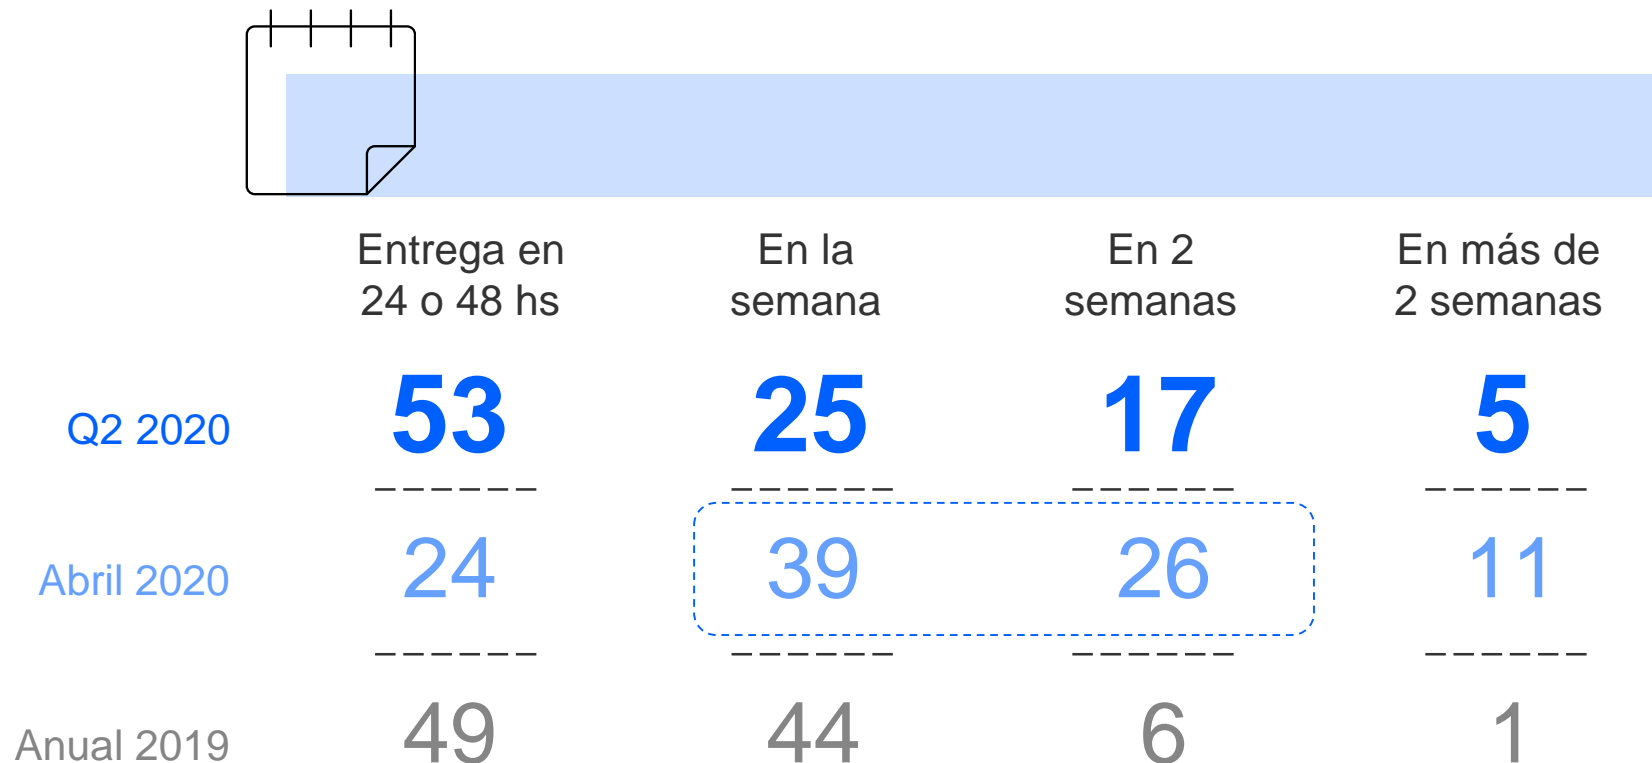 Entrega en
24 o 48 hs
En la
semana
En 2
semanas
En más de
2 semanas
Q2 2020
53
25
17
5
Abril 2020
24
39
26
11
Anual 2019
49
44
6
1